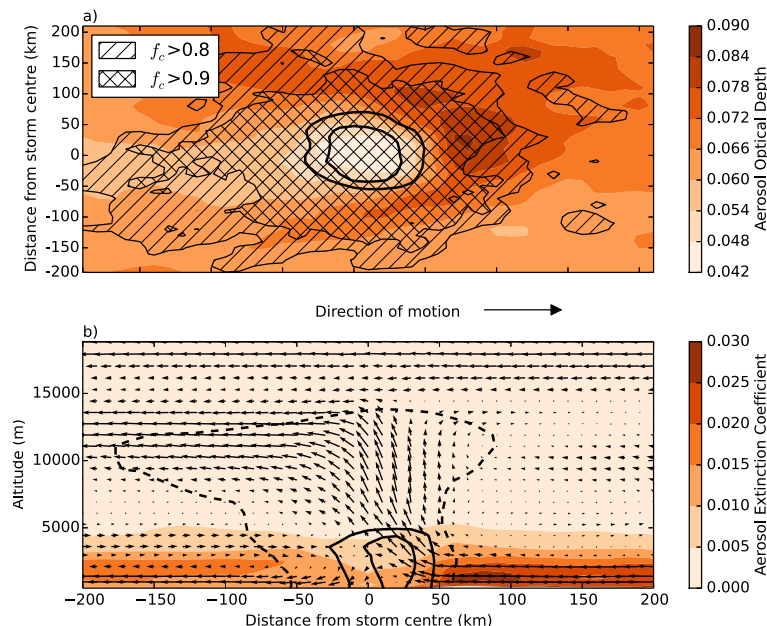 a)
f_c>0.8
f_c>0.9
Distance from storm centre (km)
200
150
100
50
0
-50
-100
-150
-200
0.090
0.084
0.078
0.072
0.066
0.060
0.054
0.048
0.042
Aerosol Optical Depth
Direction of motion
b)
Altitude (m)
15000
10000
5000
−200 −150 −100 −50 0 50 100 150 200
Distance from storm centre (km)
0.030
0.025
0.020
0.015
0.010
0.005
0.000
Aerosol Extinction Coefficient